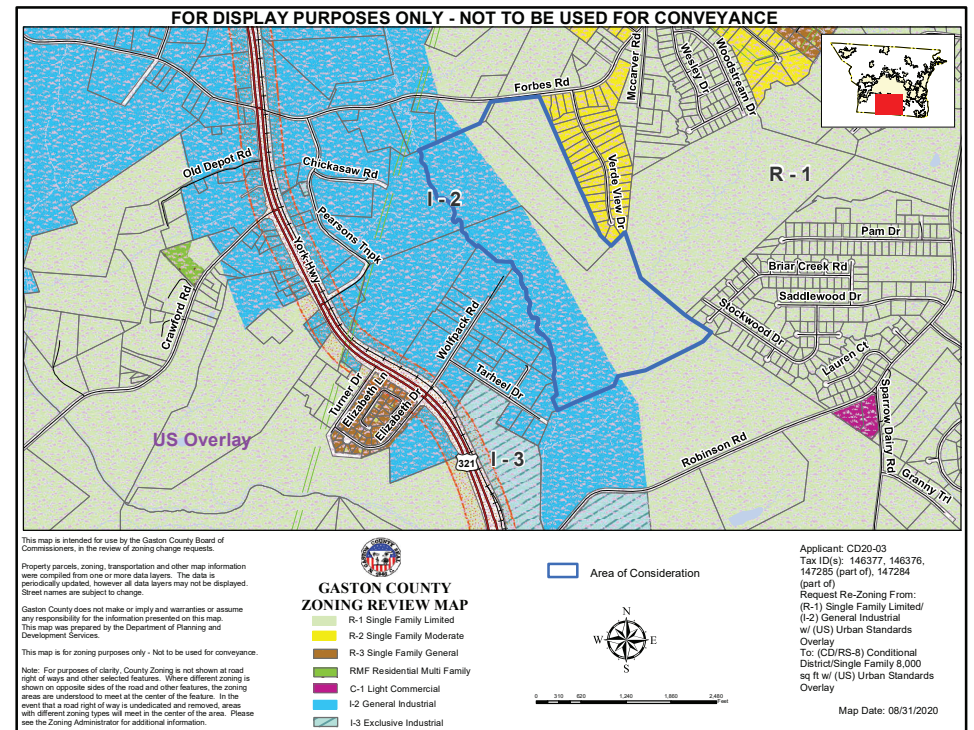 FOR DISPLAY PURPOSES ONLY - NOT TO BE USED FOR CONVEYANCE
Forbes Rd
Mccarver Rd
Wesley Dr
Woodstream Dr
Old Depot Rd
Chickasaw Rd
Verde View Dr
R - 1
I - 2
Pearsons Tnpk
York Hwy
Pam Dr
Briar Creek Rd
Saddlewood Dr
Stockwood Dr
Crawford Rd
Wolfpack Rd
Lauren Ct
Tarheel Dr
Turner Dr
Elizabeth Ln
Elizabeth Dr
Sparrow Dairy Rd
US Overlay
321
I - 3
Robinson Rd
Granny Trl
This map is intended for use by the Gaston County Board of
Commissioners, in the review of zoning change requests.
Property parcels, zoning, transportation and other map information
were compiled from one or more data layers. The data is
periodically updated, however all data layers may not be displayed.
Street names are subject to change.
Gaston County does not make or imply and warranties or assume
any responsibility for the information presented on this map.
This map was prepared by the Department of Planning and
Development Services.
This map is for zoning purposes only - Not to be used for conveyance.
Note: For purposes of clarity, County Zoning is not shown at road
right of ways and other selected features. Where different zoning is
shown on opposite sides of the road and other features, the zoning
areas are understood to meet at the center of the feature. In the
event that a road right of way is undedicated and removed, areas
with different zoning types will meet in the center of the area. Please
see the Zoning Administrator for additional information.
GASTON COUNTY
ZONING REVIEW MAP
R-1 Single Family Limited
R-2 Single Family Moderate
R-3 Single Family General
RMF Residential Multi Family
C-1 Light Commercial
I-2 General Industrial
I-3 Exclusive Industrial
Area of Consideration
N
W
E
S
0 310 620 1,240 1,860 2,480
Feet
Applicant: CD20-03
Tax ID(s): 146377, 146376,
147285 (part of), 147284
(part of)
Request Re-Zoning From:
(R-1) Single Family Limited/
(I-2) General Industrial
w/ (US) Urban Standards
Overlay
To: (CD/RS-8) Conditional
District/Single Family 8,000
sq ft w/ (US) Urban Standards
Overlay
Map Date: 08/31/2020